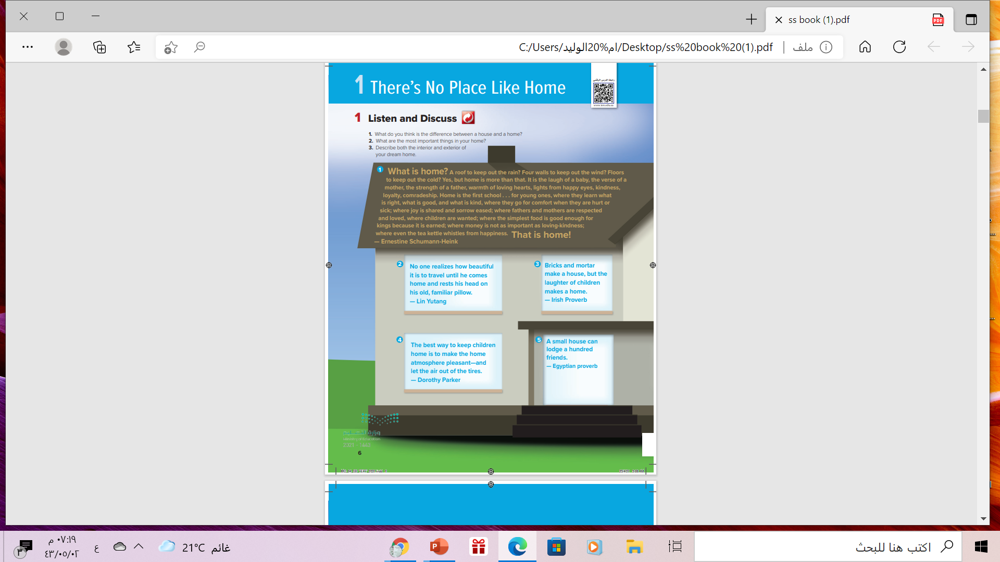 ss book (1).pdf
C:/Users/ام%20الوليد/Desktop/ss%20book%20(1).pdf
ملف
1 There's No Place Like Home
رابط الدرس الرقمي
www.ien.edu.sa
1 Listen and Discuss
1. What do you think is the difference between a house and a home?
2. What are the most important things in your home?
3. Describe both the interior and exterior of
your dream home.
1 What is home? A roof to keep out the rain? Four walls to keep out the wind? Floors
to keep out the cold? Yes, but home is more than that. It is the laugh of a baby, the verse of a
mother, the strength of a father, warmth of loving hearts, lights from happy eyes, kindness,
loyalty, comradeship. Home is the first school . . . for young ones, where they learn what
is right, what is good, and what is kind, where they go for comfort when they are hurt or
sick; where joy is shared and sorrow eased; where fathers and mothers are respected
and loved, where children are wanted; where the simplest food is good enough for
kings because it is earned; where money is not as important as loving-kindness;
where even the tea kettle whistles from happiness. That is home!
— Ernestine Schumann-Heink
2 No one realizes how beautiful
it is to travel until he comes
home and rests his head on
his old, familiar pillow.
— Lin Yutang
3 Bricks and mortar
make a house, but the
laughter of children
makes a home.
— Irish Proverb
4 The best way to keep children
home is to make the home
atmosphere pleasant—and
let the air out of the tires.
— Dorothy Parker
5 A small house can
lodge a hundred
friends.
— Egyptian proverb
وزارة التعليم
Ministry of Education
2021 - 1443
6
٠٧:١٩ م
٤٣/٠٥/٠٢
٣
ع
21°C غائم
اكتب هنا للبحث